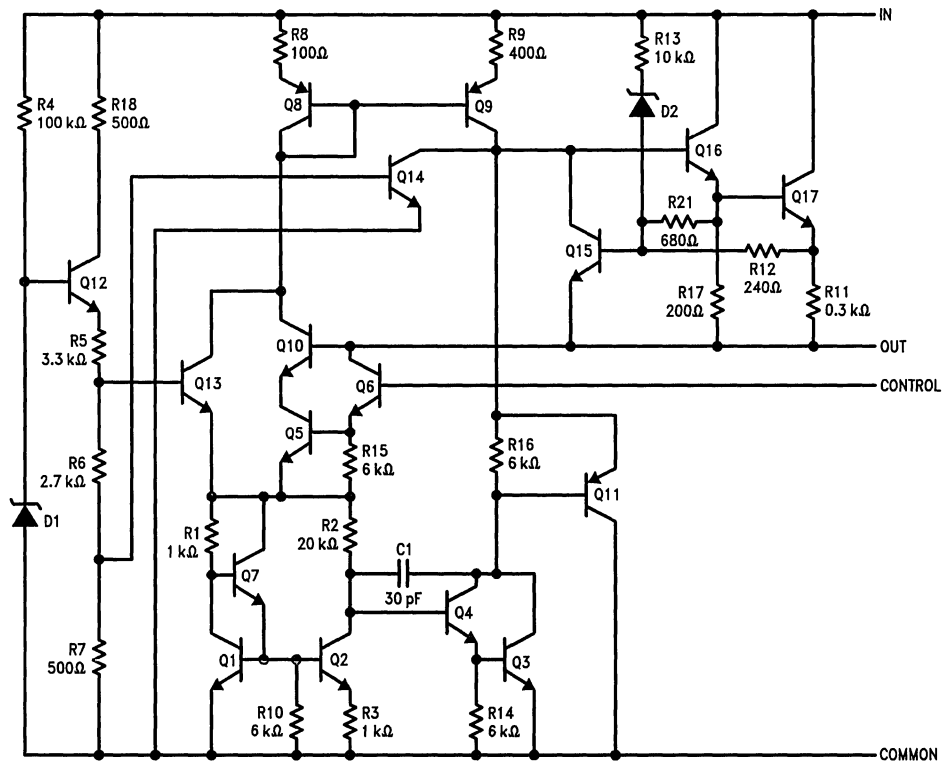 IN
R8
100Ω
R9
400Ω
R13
10 kΩ
R4
100 kΩ
R18
500Ω
Q8
Q9
D2
Q14
Q16
Q17
R21
680Ω
Q15
R12
240Ω
Q12
R17
200Ω
R11
0.3 kΩ
R5
3.3 kΩ
Q10
OUT
Q13
Q6
CONTROL
Q5
R15
6 kΩ
R16
6 kΩ
R6
2.7 kΩ
Q11
D1
R1
1 kΩ
R2
20 kΩ
C1
30 pF
Q7
Q4
R7
500Ω
Q1
Q2
Q3
R10
6 kΩ
R3
1 kΩ
R14
6 kΩ
COMMON